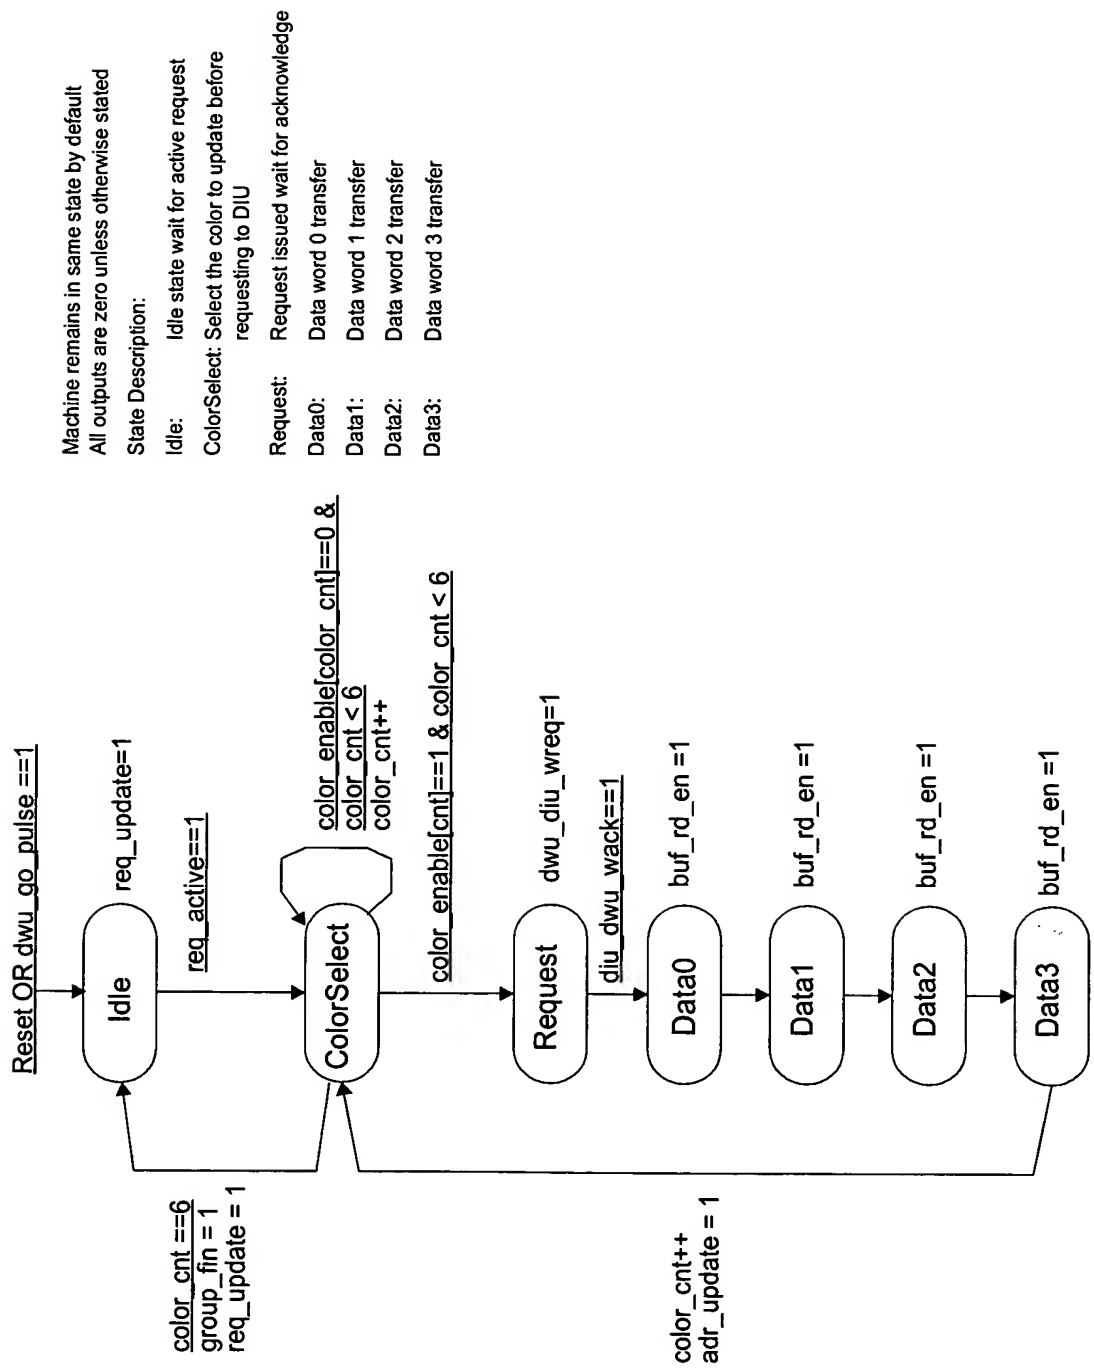 Machine remains in same state by default
All outputs are zero unless otherwise stated
State Description:
Idle: Idle state wait for active request
ColorSelect: Select the color to update before
requesting to DIU
Request: Request issued wait for acknowledge
Data0: Data word 0 transfer
Data1: Data word 1 transfer
Data2: Data word 2 transfer
Data3: Data word 3 transfer
Reset OR dwu_go_pulse ==1
Idle
req_update=1
req_active==1
color_cnt ==6
group_fin = 1
req_update = 1
ColorSelect
color_enable[color_cnt]==0 &
color_cnt < 6
color_cnt++
color_enable[cnt]==1 & color_cnt < 6
Request
dwu_diu_wreq=1
diu_dwu_wack==1
Data0
buf_rd_en =1
Data1
buf_rd_en =1
Data2
buf_rd_en =1
Data3
buf_rd_en =1
color_cnt++
adr_update = 1